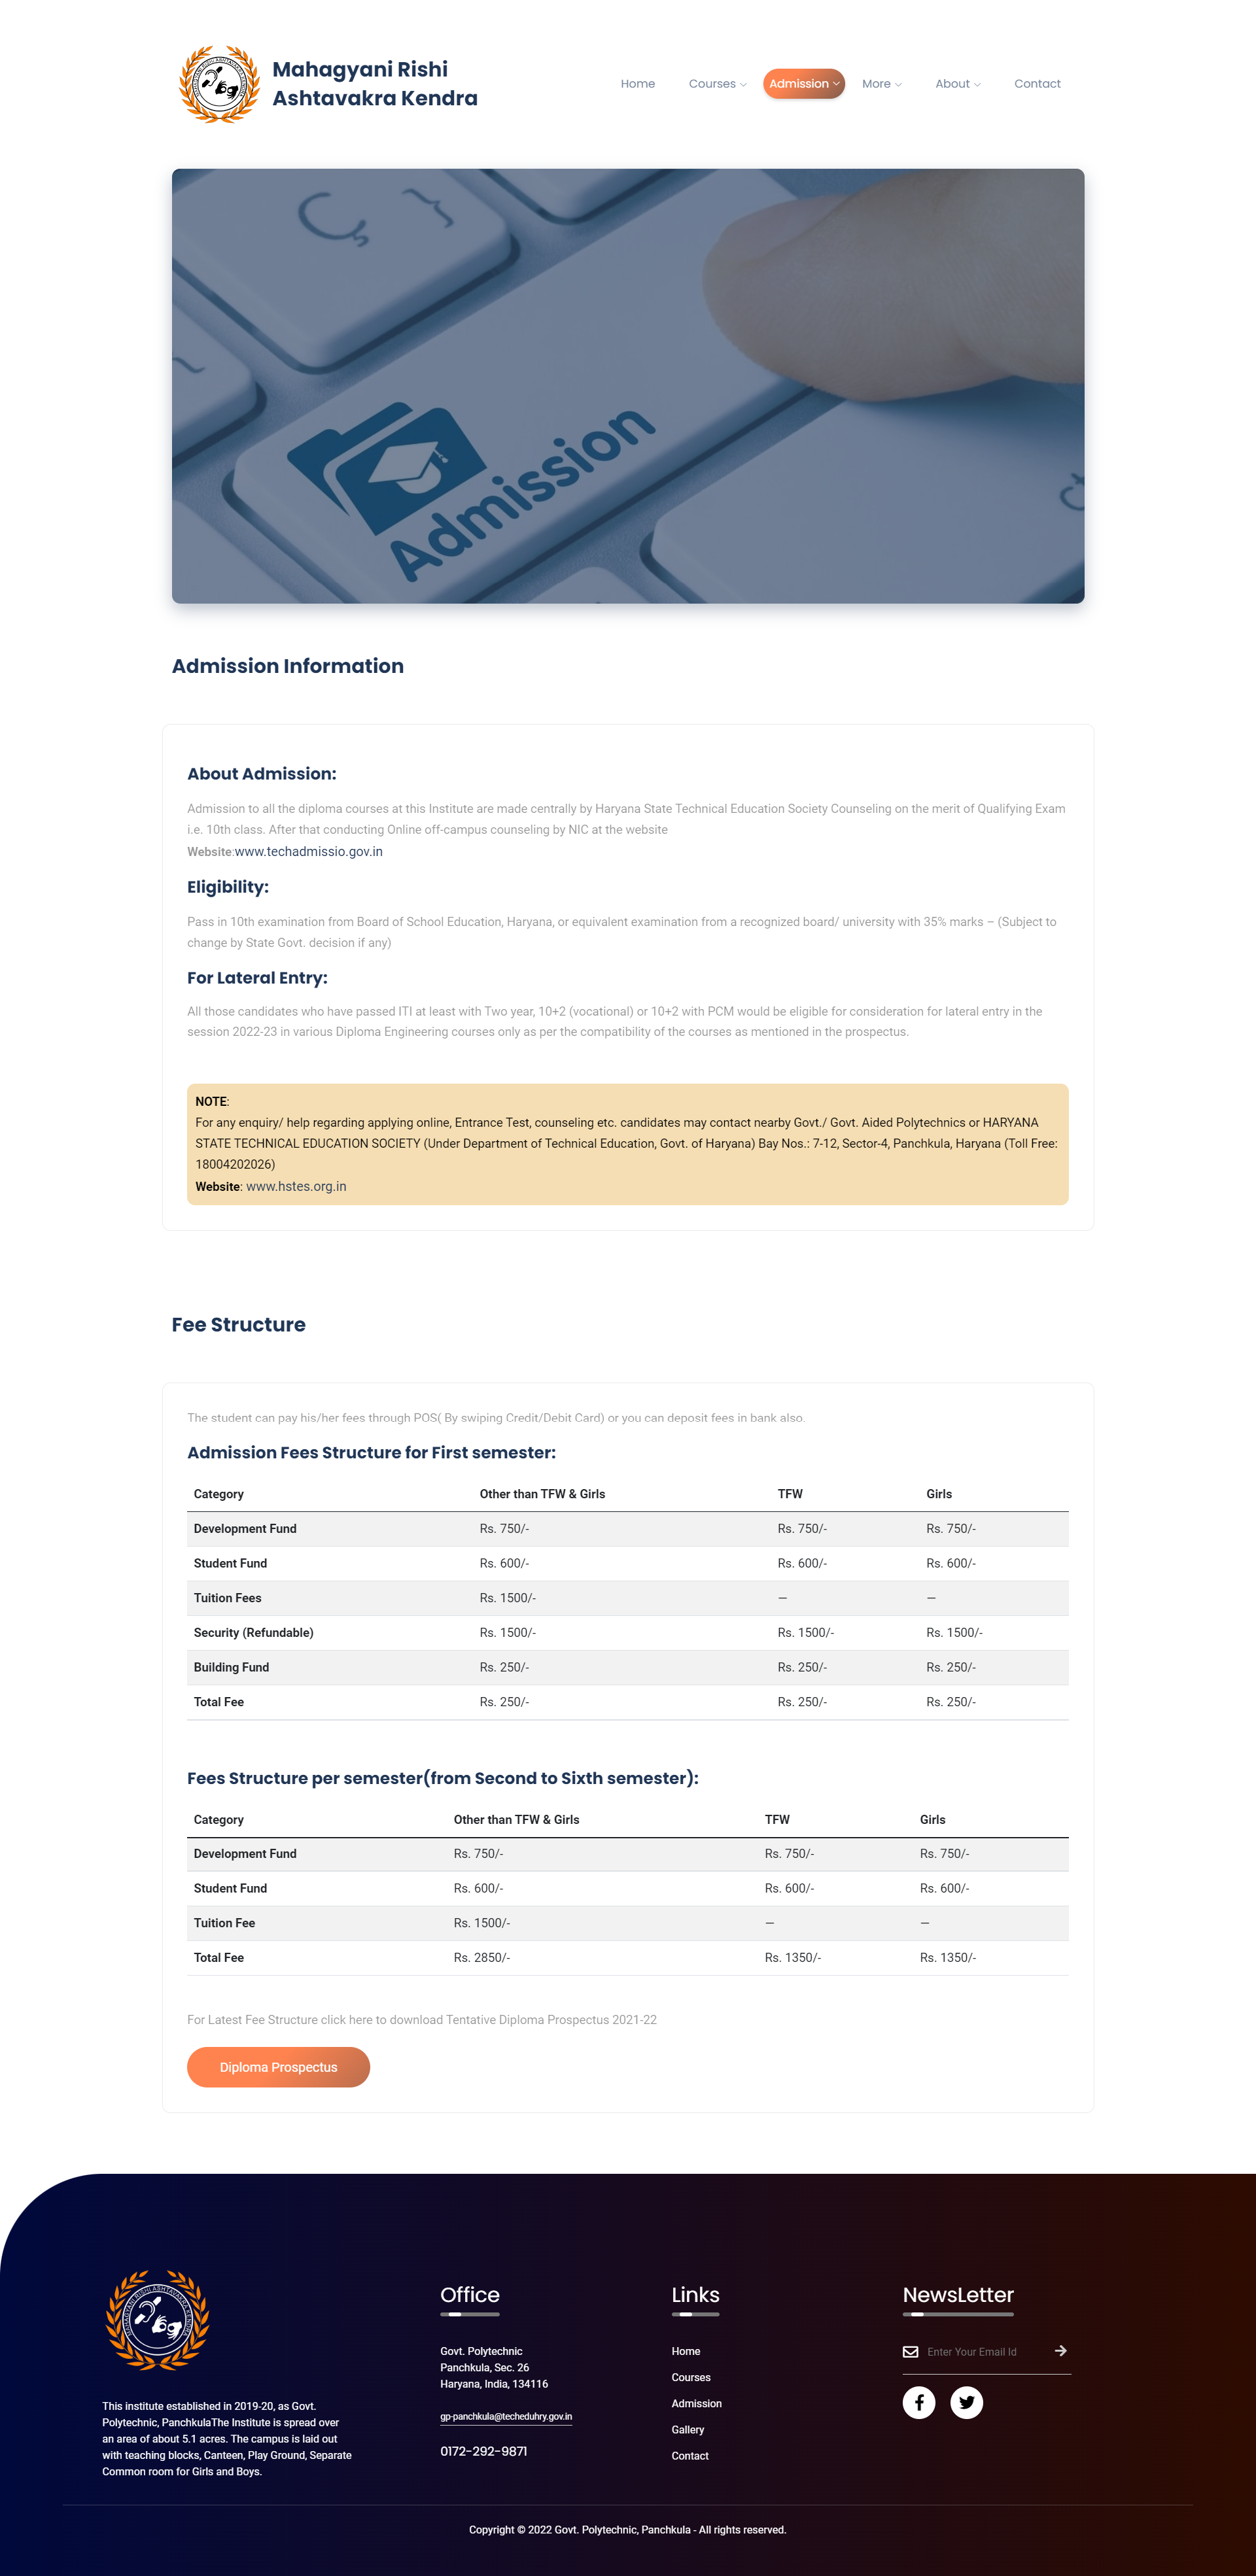 Mahagyani Rishi
Ashtavakra Kendra
Home
Courses
Admission
More
About
Contact
Admission
Admission Information
About Admission:
Admission to all the diploma courses at this Institute are made centrally by Haryana State Technical Education Society Counseling on the merit of Qualifying Exam
i.e. 10th class. After that conducting Online off-campus counseling by NIC at the website
Website:www.techadmissio.gov.in
Eligibility:
Pass in 10th examination from Board of School Education, Haryana, or equivalent examination from a recognized board/ university with 35% marks – (Subject to
change by State Govt. decision if any)
For Lateral Entry:
All those candidates who have passed ITI at least with Two year, 10+2 (vocational) or 10+2 with PCM would be eligible for consideration for lateral entry in the
session 2022-23 in various Diploma Engineering courses only as per the compatibility of the courses as mentioned in the prospectus.
NOTE:
For any enquiry/ help regarding applying online, Entrance Test, counseling etc. candidates may contact nearby Govt./ Govt. Aided Polytechnics or HARYANA
STATE TECHNICAL EDUCATION SOCIETY (Under Department of Technical Education, Govt. of Haryana) Bay Nos.: 7-12, Sector-4, Panchkula, Haryana (Toll Free:
18004202026)
Website: www.hstes.org.in
Fee Structure
The student can pay his/her fees through POS( By swiping Credit/Debit Card) or you can deposit fees in bank also.
Admission Fees Structure for First semester:
Category Other than TFW & Girls TFW Girls
Development Fund Rs. 750/- Rs. 750/- Rs. 750/-
Student Fund Rs. 600/- Rs. 600/- Rs. 600/-
Tuition Fees Rs. 1500/- — —
Security (Refundable) Rs. 1500/- Rs. 1500/- Rs. 1500/-
Building Fund Rs. 250/- Rs. 250/- Rs. 250/-
Total Fee Rs. 250/- Rs. 250/- Rs. 250/-
Fees Structure per semester(from Second to Sixth semester):
Category Other than TFW & Girls TFW Girls
Development Fund Rs. 750/- Rs. 750/- Rs. 750/-
Student Fund Rs. 600/- Rs. 600/- Rs. 600/-
Tuition Fee Rs. 1500/- — —
Total Fee Rs. 2850/- Rs. 1350/- Rs. 1350/-
For Latest Fee Structure click here to download Tentative Diploma Prospectus 2021-22
Diploma Prospectus
This institute established in 2019-20, as Govt.
Polytechnic, PanchkulaThe Institute is spread over
an area of about 5.1 acres. The campus is laid out
with teaching blocks, Canteen, Play Ground, Separate
Common room for Girls and Boys.
Office
Govt. Polytechnic
Panchkula, Sec. 26
Haryana, India, 134116
gp-panchkula@techeduhry.gov.in
0172-292-9871
Links
Home
Courses
Admission
Gallery
Contact
NewsLetter
Enter Your Email Id
Copyright © 2022 Govt. Polytechnic, Panchkula - All rights reserved.